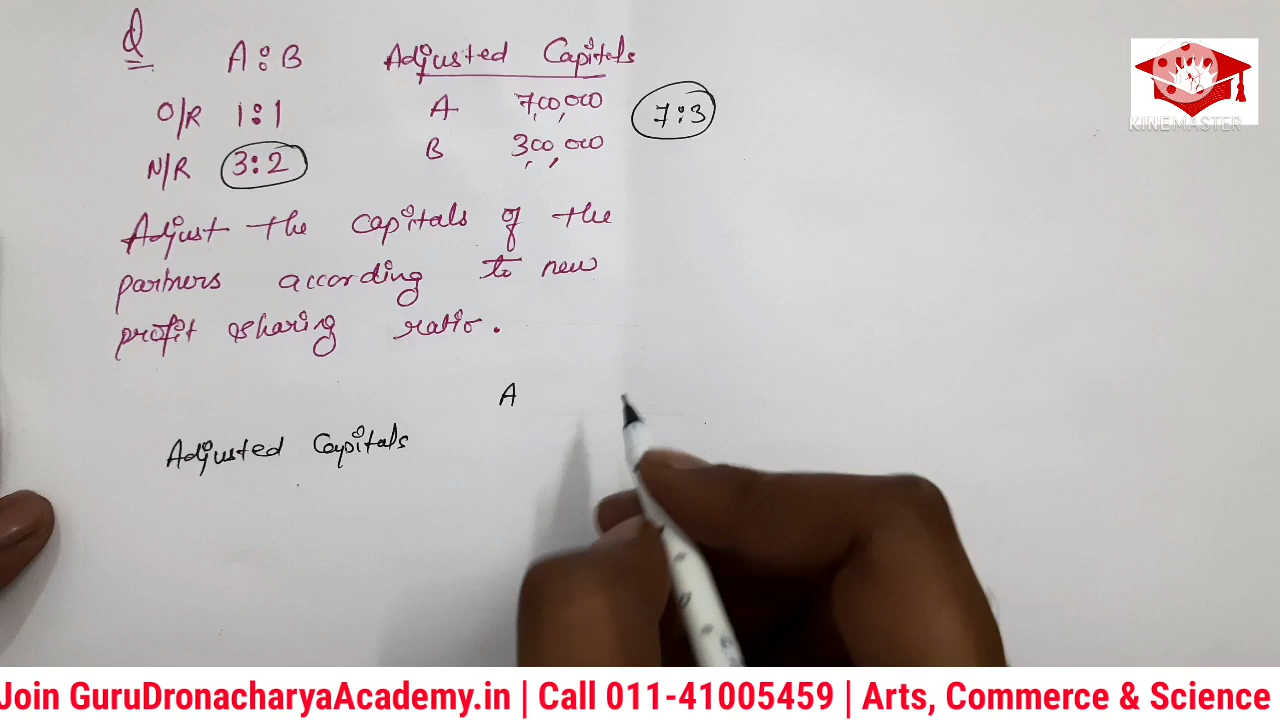 Q A : B Adjusted Capitals
O/R 1 : 1 A 7,00,000 7:3
N/R 3:2 B 3,00,000
Adjust the capitals of the
partners according to new
profit sharing ratio.
A
Adjusted Capitals
KINEMASTER
Join GuruDronacharyaAcademy.in | Call 011-41005459 | Arts, Commerce & Science